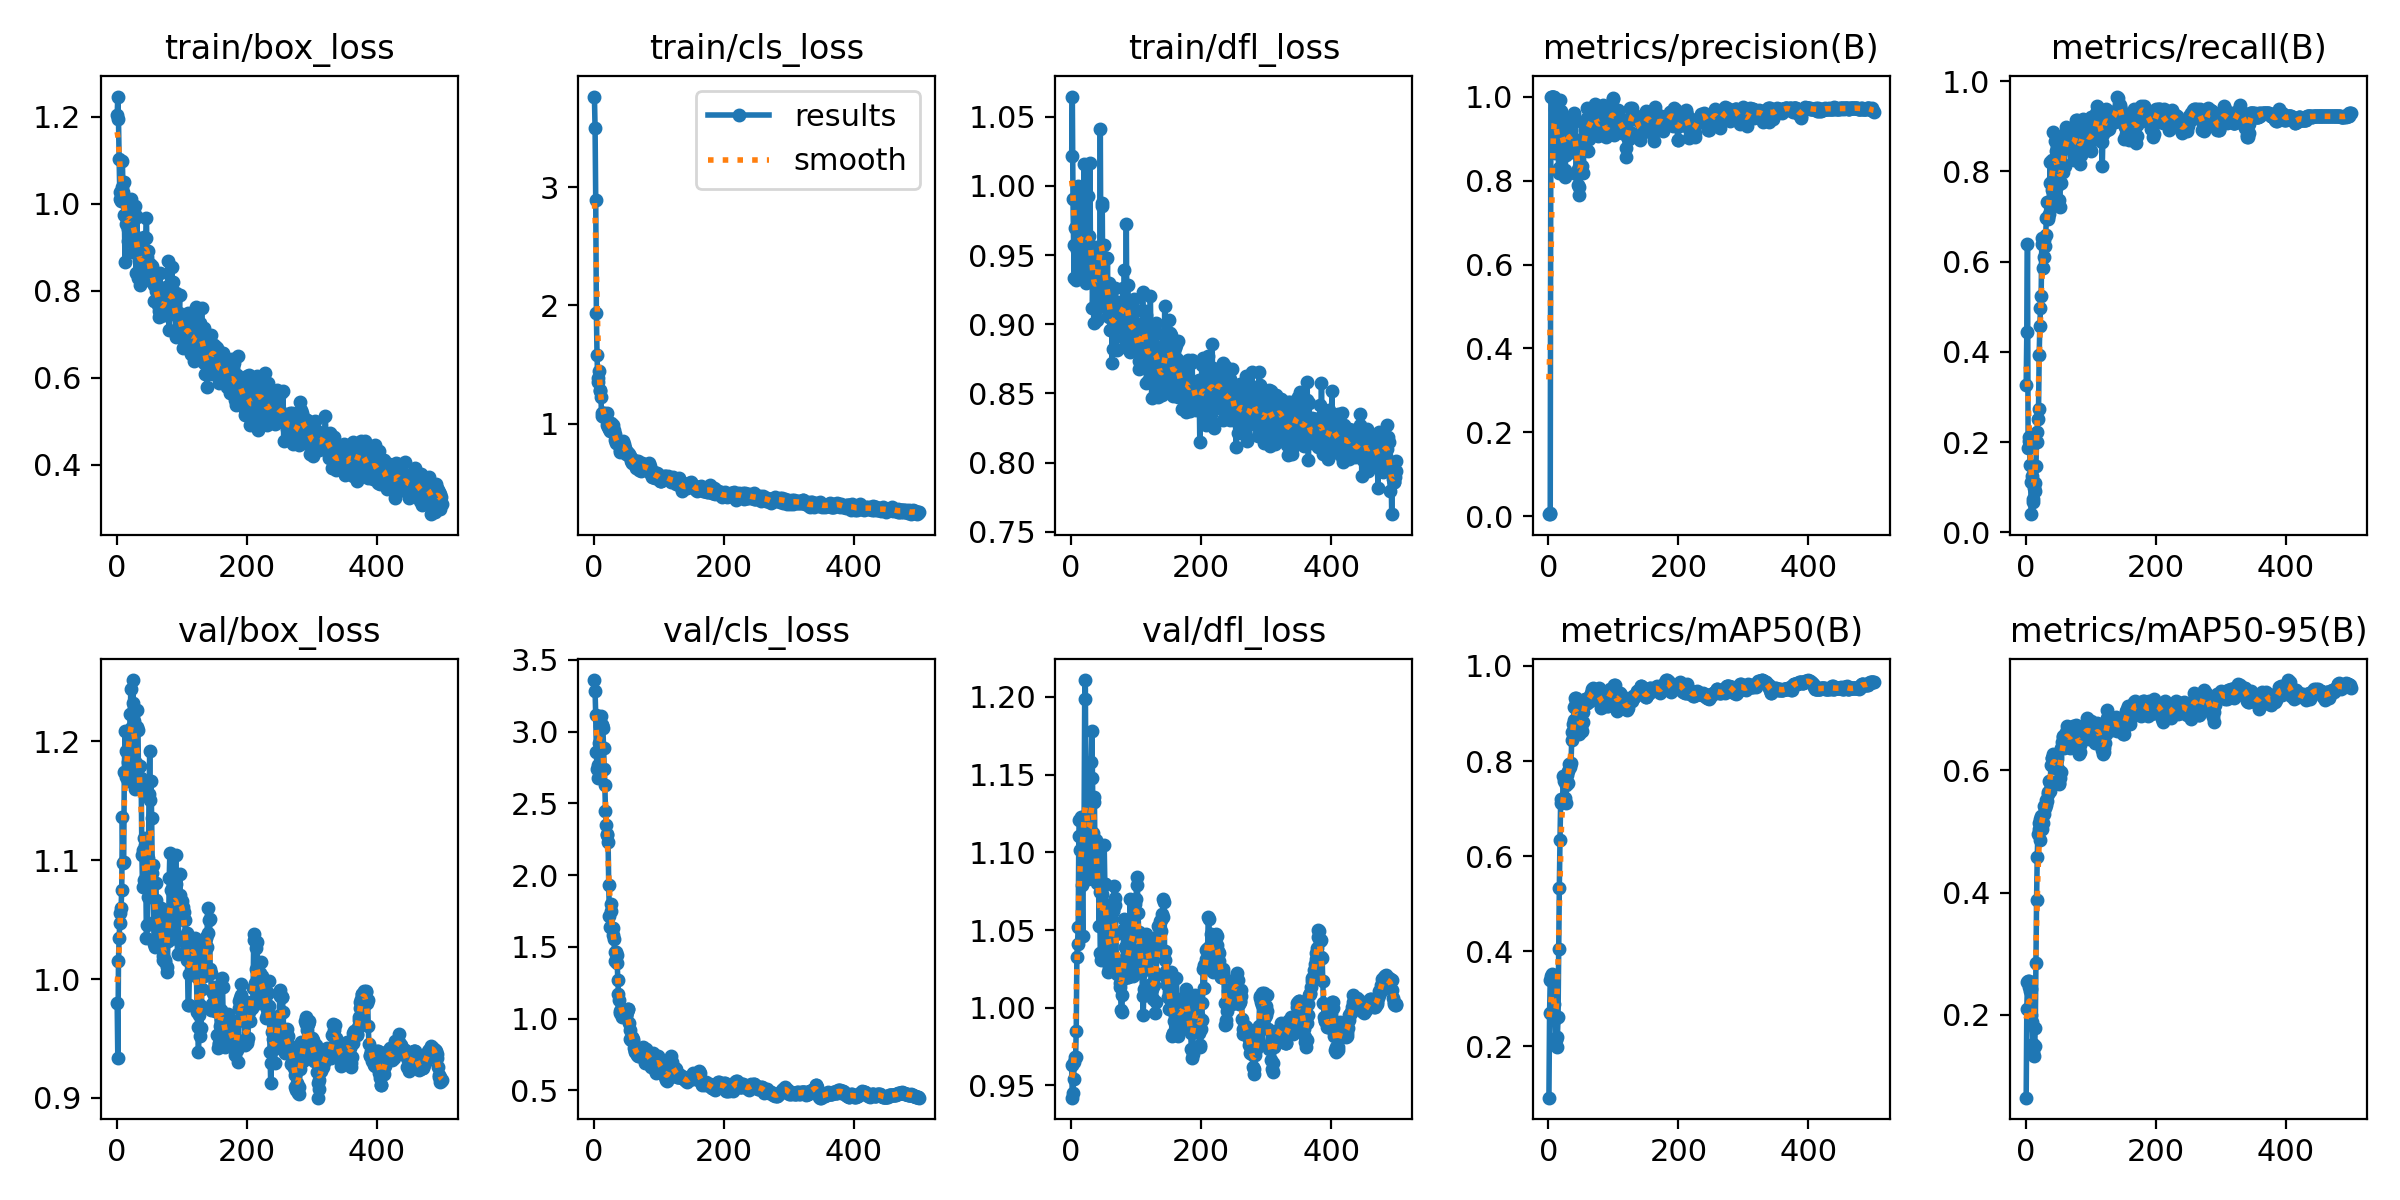 train/box_loss
1.2
1.0
0.8
0.6
0.4
0 200 400
train/cls_loss
results
smooth
3
2
1
0 200 400
train/dfl_loss
1.05
1.00
0.95
0.90
0.85
0.80
0.75
0 200 400
metrics/precision(B)
1.0
0.8
0.6
0.4
0.2
0.0
0 200 400
metrics/recall(B)
1.0
0.8
0.6
0.4
0.2
0.0
0 200 400
val/box_loss
1.2
1.1
1.0
0.9
0 200 400
val/cls_loss
3.5
3.0
2.5
2.0
1.5
1.0
0.5
0 200 400
val/dfl_loss
1.20
1.15
1.10
1.05
1.00
0.95
0 200 400
metrics/mAP50(B)
1.0
0.8
0.6
0.4
0.2
0 200 400
metrics/mAP50-95(B)
0.6
0.4
0.2
0 200 400